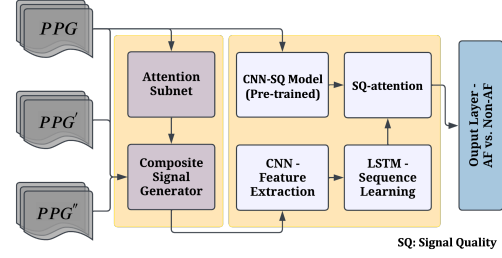 PPG
PPG′
PPG″
Attention
Subnet
Composite
Signal
Generator
CNN-SQ Model
(Pre-trained)
SQ-attention
CNN -
Feature
Extraction
LSTM -
Sequence
Learning
Ouput Layer -
AF vs. Non-AF
SQ: Signal Quality